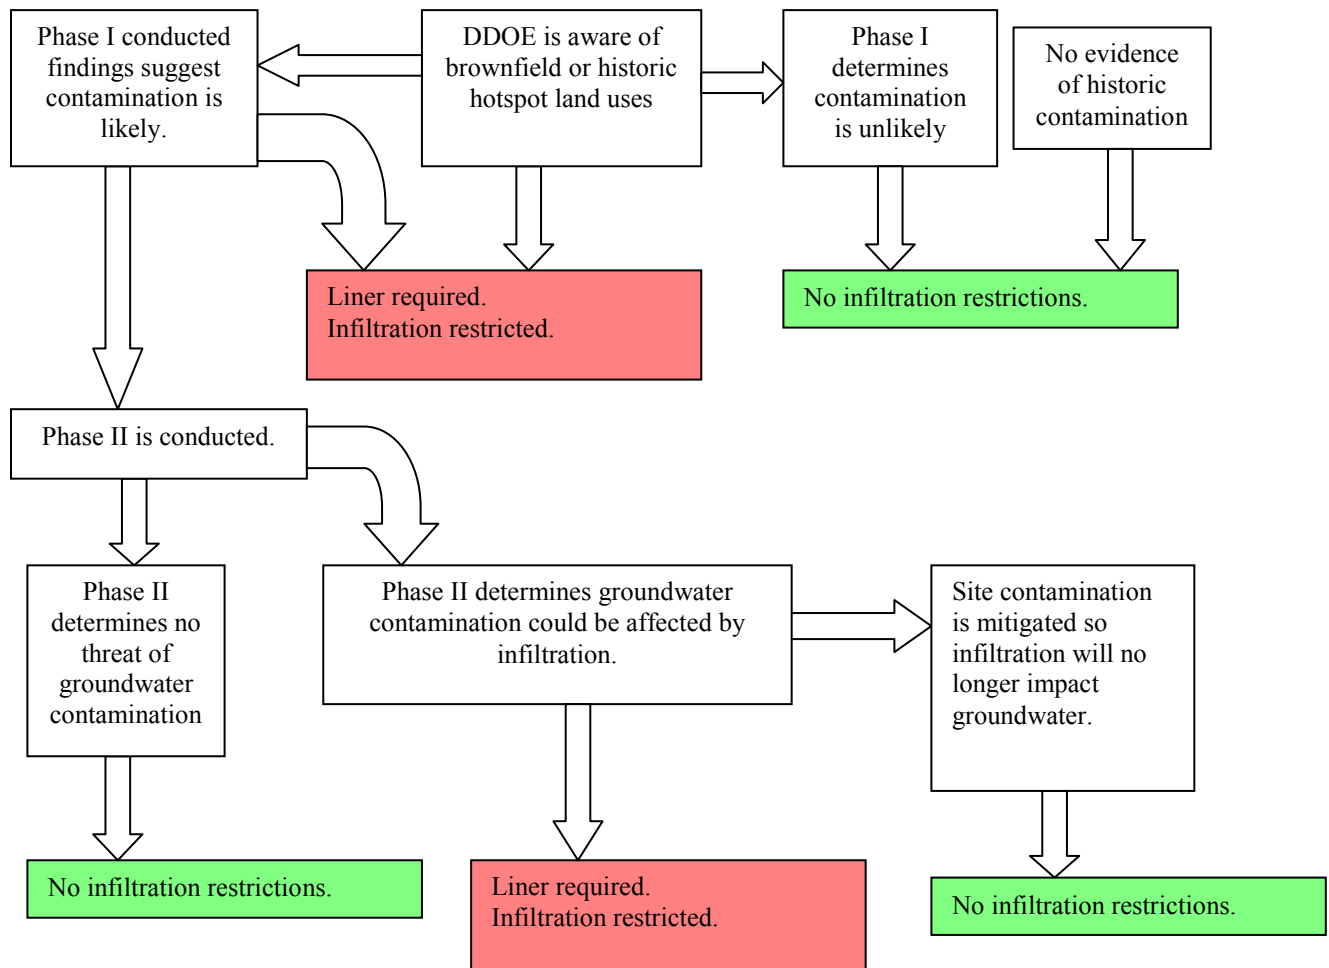 Phase I conducted
findings suggest
contamination is
likely.
DDOE is aware of
brownfield or historic
hotspot land uses
Phase I
determines
contamination
is unlikely
No evidence
of historic
contamination
Liner required.
Infiltration restricted.
No infiltration restrictions.
Phase II is conducted.
Phase II
determines no
threat of
groundwater
contamination
Phase II determines groundwater
contamination could be affected by
infiltration.
Site contamination
is mitigated so
infiltration will no
longer impact
groundwater.
No infiltration restrictions.
Liner required.
Infiltration restricted.
No infiltration restrictions.